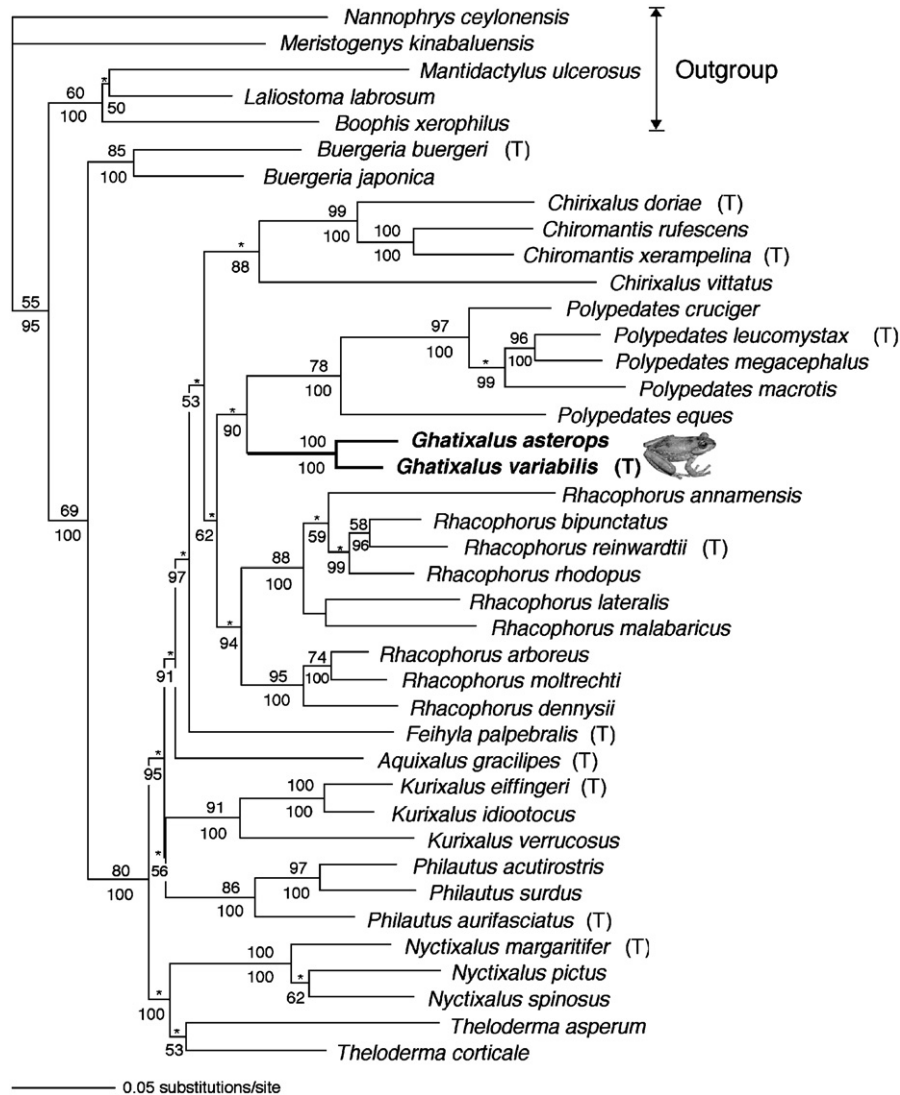 Nannophrys ceylonensis
Meristogenys kinabaluensis
* Mantidactylus ulcerosus
Outgroup
60
100
50
Laliostoma labrosum
Boophis xerophilus
85
100
Buergeria buergeri (T)
Buergeria japonica
99
100
Chirixalus doriae (T)
100
100
Chiromantis rufescens
*
88
Chiromantis xerampelina (T)
Chirixalus vittatus
55
95
97
100
Polypedates cruciger
96
100
Polypedates leucomystax (T)
*
99
Polypedates megacephalus
78
100
Polypedates macrotis
*
53
*
90
Polypedates eques
100
100
Ghatixalus asterops
Ghatixalus variabilis (T)
Rhacophorus annamensis
69
100
*
62
*
59
58
96
Rhacophorus bipunctatus
*
99
Rhacophorus reinwardtii (T)
*
97
88
100
Rhacophorus rhodopus
Rhacophorus lateralis
*
94
Rhacophorus malabaricus
*
91
74
100
Rhacophorus arboreus
95
100
Rhacophorus moltrechti
Rhacophorus dennysii
Feihyla palpebralis (T)
*
95
Aquixalus gracilipes (T)
100
100
Kurixalus eiffingeri (T)
91
100
Kurixalus idiootocus
Kurixalus verrucosus
80
100
*
56
97
100
Philautus acutirostris
86
100
Philautus surdus
Philautus aurifasciatus (T)
100
100
Nyctixalus margaritifer (T)
*
62
Nyctixalus pictus
*
100
Nyctixalus spinosus
*
53
Theloderma asperum
Theloderma corticale
0.05 substitutions/site